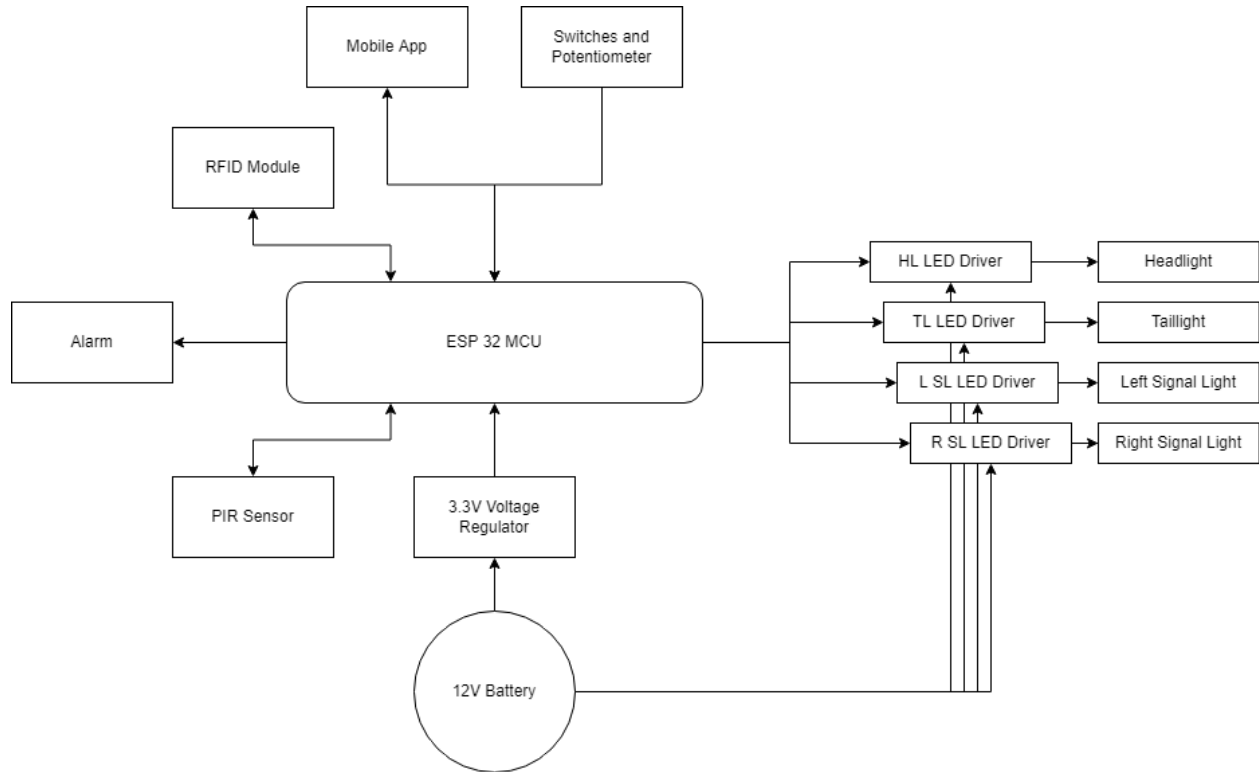 Mobile App
Switches and
Potentiometer
RFID Module
HL LED Driver
Headlight
TL LED Driver
Taillight
Alarm
ESP 32 MCU
L SL LED Driver
Left Signal Light
R SL LED Driver
Right Signal Light
PIR Sensor
3.3V Voltage
Regulator
12V Battery